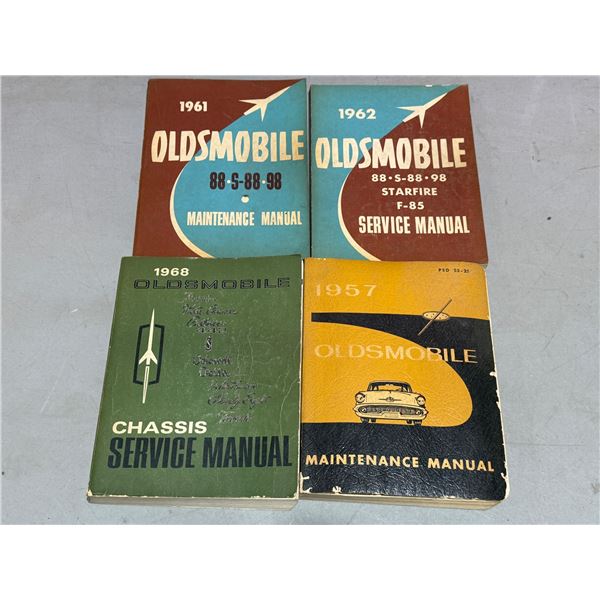 1961
OLDSMOBILE
88·S-88·98
MAINTENANCE MANUAL
1962
OLDSMOBILE
88·S-88·98
STARFIRE
F-85
SERVICE MANUAL
1968
OLDSMOBILE
CHASSIS
SERVICE MANUAL
1957
OLDSMOBILE
MAINTENANCE MANUAL